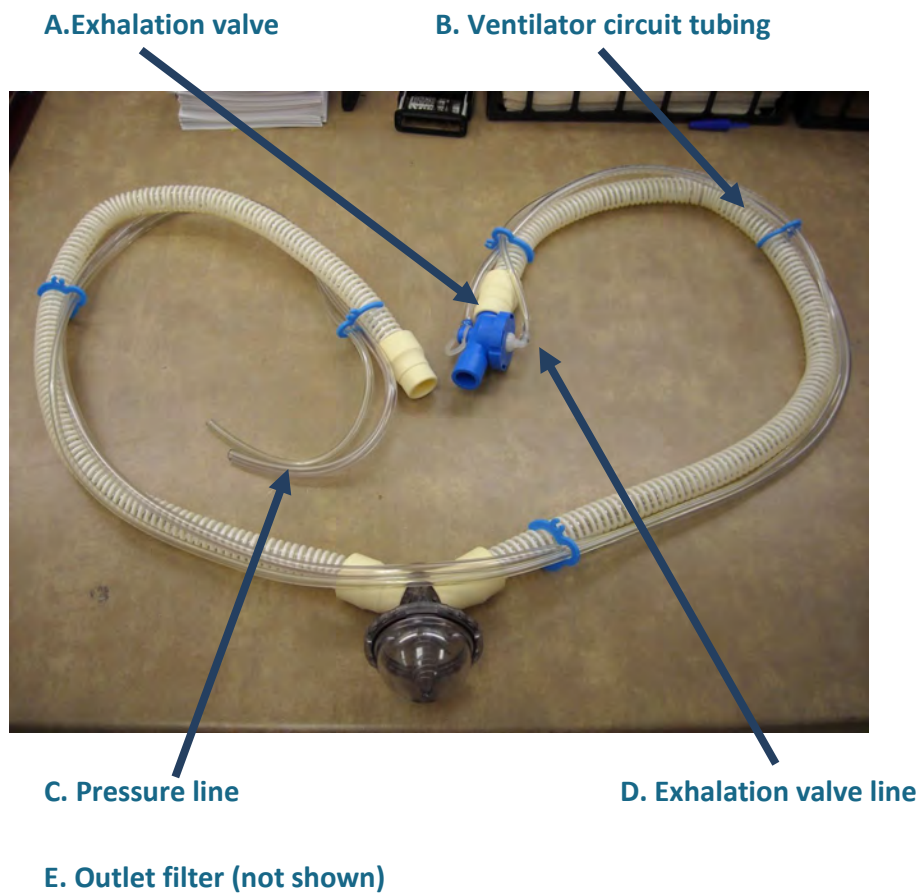 A.Exhalation valve
B. Ventilator circuit tubing
C. Pressure line
D. Exhalation valve line
E. Outlet filter (not shown)